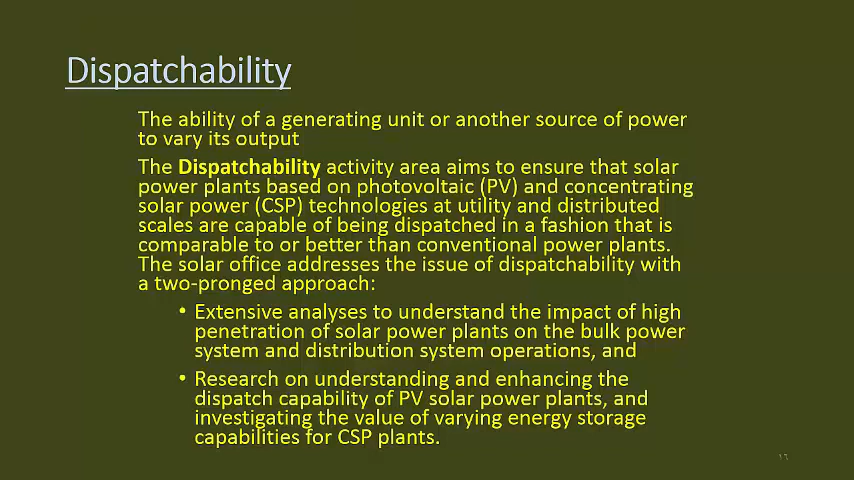 Dispatchability
The ability of a generating unit or another source of power
to vary its output
The Dispatchability activity area aims to ensure that solar
power plants based on photovoltaic (PV) and concentrating
solar power (CSP) technologies at utility and distributed
scales are capable of being dispatched in a fashion that is
comparable to or better than conventional power plants.
The solar office addresses the issue of dispatchability with
a two-pronged approach:
• Extensive analyses to understand the impact of high
penetration of solar power plants on the bulk power
system and distribution system operations, and
• Research on understanding and enhancing the
dispatch capability of PV solar power plants, and
investigating the value of varying energy storage
capabilities for CSP plants.
١٦